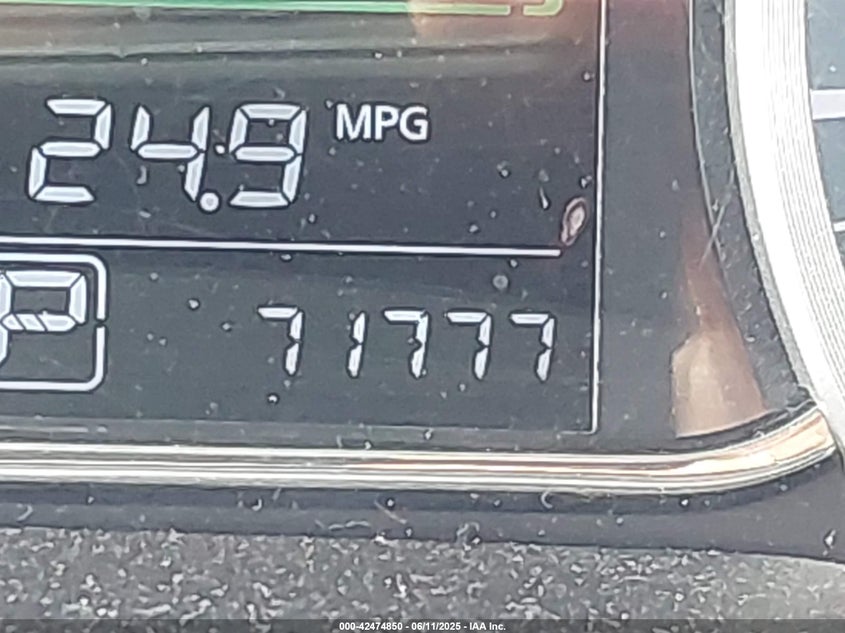 24.9 MPG
P 71777
000-42474850 - 06/11/2025 - IAA Inc.